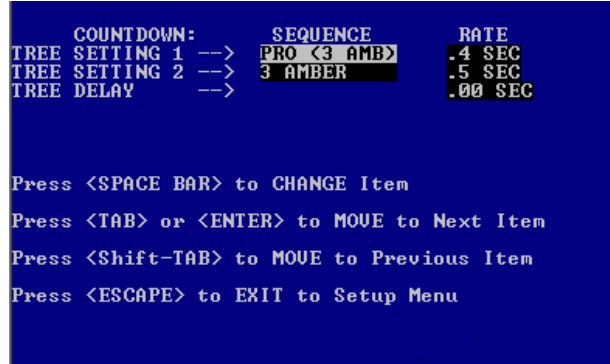 COUNTDOWN: SEQUENCE RATE
TREE SETTING 1 --> PRO <3 AMB> .4 SEC
TREE SETTING 2 --> 3 AMBER .5 SEC
TREE DELAY --> .00 SEC
Press <SPACE BAR> to CHANGE Item
Press <TAB> or <ENTER> to MOVE to Next Item
Press <Shift-TAB> to MOVE to Previous Item
Press <ESCAPE> to EXIT to Setup Menu